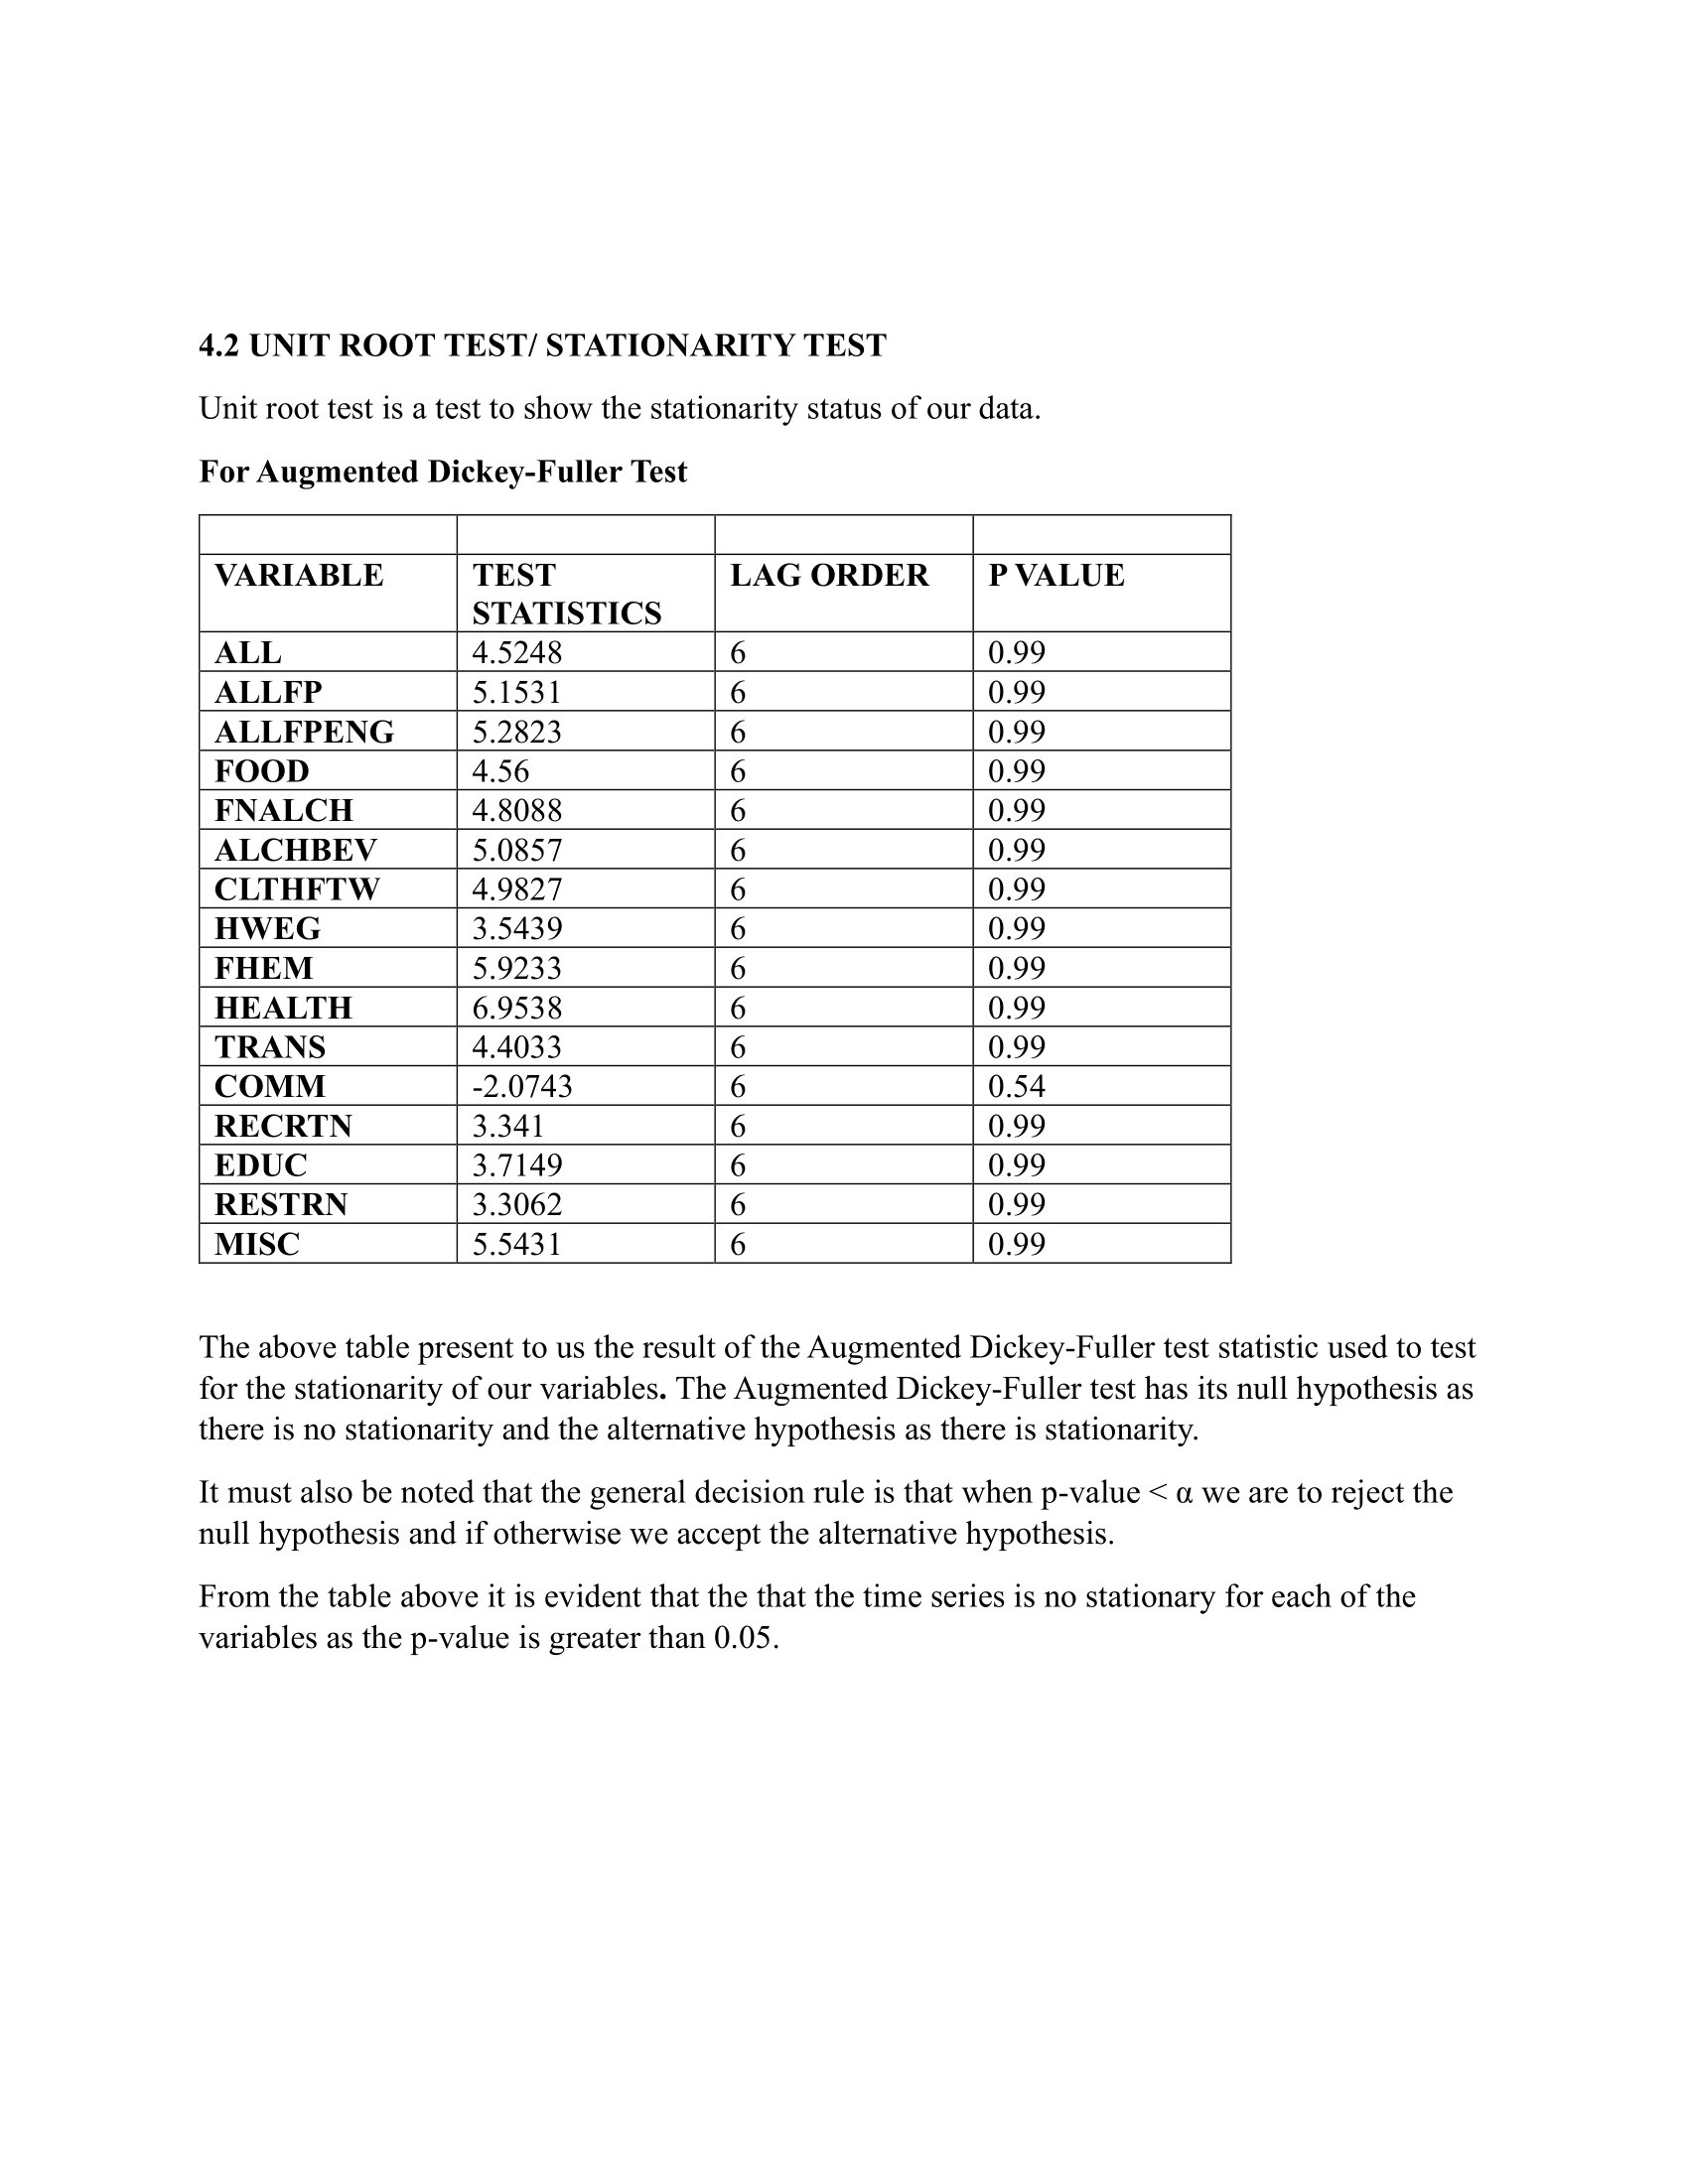 4.2 UNIT ROOT TEST/ STATIONARITY TEST
Unit root test is a test to show the stationarity status of our data.
For Augmented Dickey-Fuller Test
VARIABLE TEST STATISTICS LAG ORDER P VALUE
ALL 4.5248 6 0.99
ALLFP 5.1531 6 0.99
ALLFPENG 5.2823 6 0.99
FOOD 4.56 6 0.99
FNALCH 4.8088 6 0.99
ALCHBEV 5.0857 6 0.99
CLTHFTW 4.9827 6 0.99
HWEG 3.5439 6 0.99
FHEM 5.9233 6 0.99
HEALTH 6.9538 6 0.99
TRANS 4.4033 6 0.99
COMM -2.0743 6 0.54
RECRTN 3.341 6 0.99
EDUC 3.7149 6 0.99
RESTRN 3.3062 6 0.99
MISC 5.5431 6 0.99
The above table present to us the result of the Augmented Dickey-Fuller test statistic used to test
for the stationarity of our variables. The Augmented Dickey-Fuller test has its null hypothesis as
there is no stationarity and the alternative hypothesis as there is stationarity.
It must also be noted that the general decision rule is that when p-value < α we are to reject the
null hypothesis and if otherwise we accept the alternative hypothesis.
From the table above it is evident that the that the time series is no stationary for each of the
variables as the p-value is greater than 0.05.